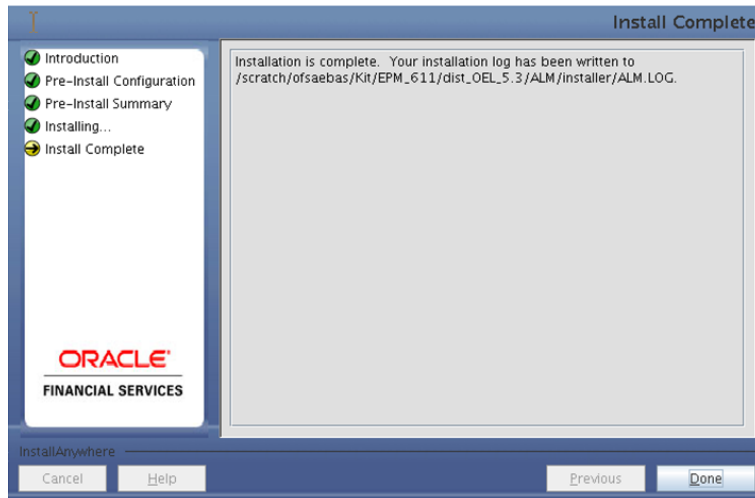 Install Complete
Introduction
Pre-Install Configuration
Pre-Install Summary
Installing...
Install Complete
Installation is complete. Your installation log has been written to
/scratch/ofsaebas/Kit/EPM_611/dist_OEL_5.3/ALM/installer/ALM.LOG.
ORACLE
FINANCIAL SERVICES
InstallAnywhere
Cancel
Help
Previous
Done